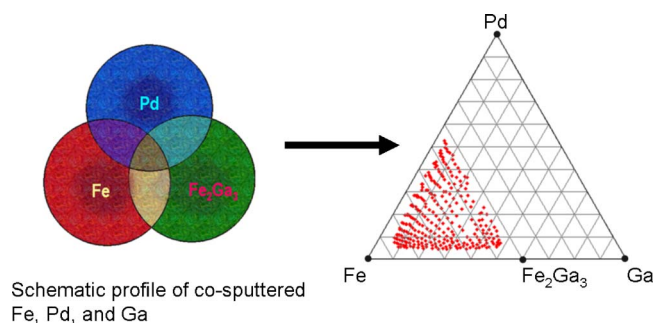 Pd
Fe
Fe₂Ga₃
Pd
Fe
Fe₂Ga₃
Ga
Schematic profile of co-sputtered
Fe, Pd, and Ga